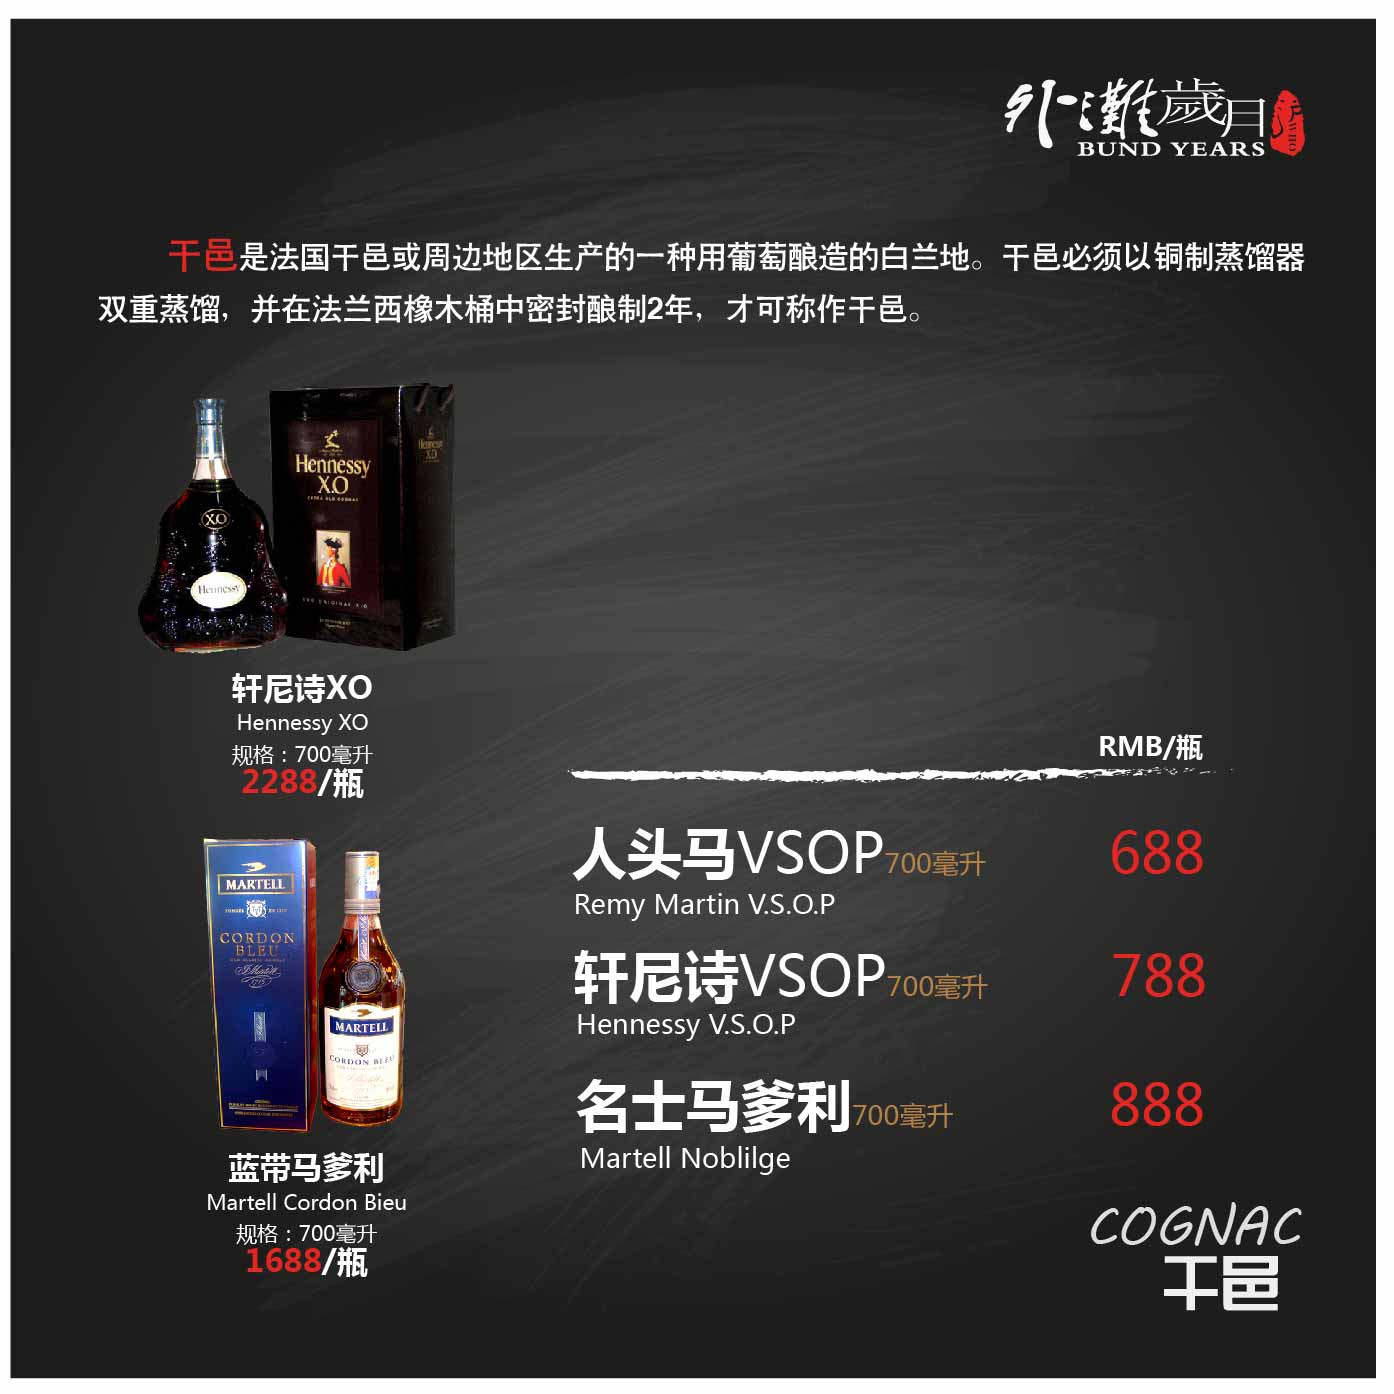 外灘歲月
BUND YEARS
干邑是法国干邑或周边地区生产的一种用葡萄酿造的白兰地。干邑必须以铜制蒸馏器
双重蒸馏，并在法兰西橡木桶中密封酿制2年，才可称作干邑。
Hennessy
X.O
Hennessy
X.O
X.O
Hennessy
轩尼诗XO
Hennessy XO
规格：700毫升
2288/瓶
MARTELL
CORDON
BLEU
MARTELL
CORDON BLEU
蓝带马爹利
Martell Cordon Bieu
规格：700毫升
1688/瓶
RMB/瓶
人头马VSOP700毫升 688
Remy Martin V.S.O.P
轩尼诗VSOP700毫升 788
Hennessy V.S.O.P
名士马爹利700毫升 888
Martell Noblilge
COGNAC
干邑